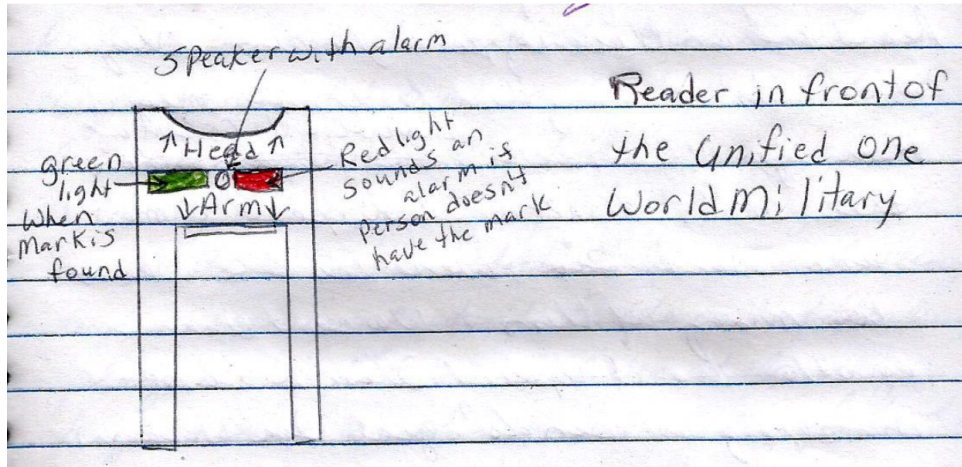 Speaker with alarm
↑ Head ↑
↓ Arm ↓
green
light
when
Mark is
found
Red light
sounds an
alarm if
person doesn't
have the mark
Reader in front of
the Unified One
World Military